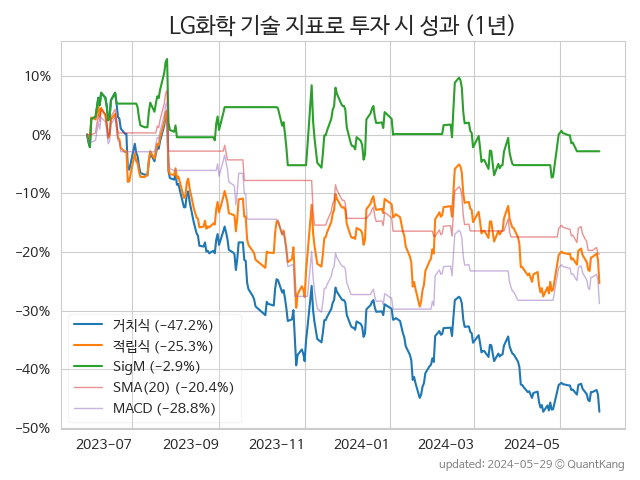 LG화학 기술 지표로 투자 시 성과 (1년)
10%
0%
−10%
−20%
−30%
−40%
−50%
거치식 (−47.2%)
적립식 (−25.3%)
SigM (−2.9%)
SMA(20) (−20.4%)
MACD (−28.8%)
2023−07
2023−09
2023−11
2024−01
2024−03
2024−05
updated: 2024−05−29 © QuantKang